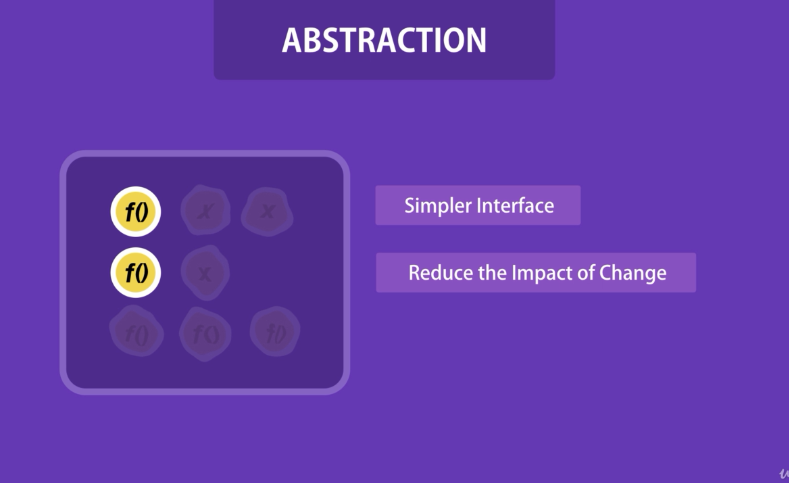 ABSTRACTION
f() x x
Simpler Interface
f() x
Reduce the Impact of Change
f() f() f()